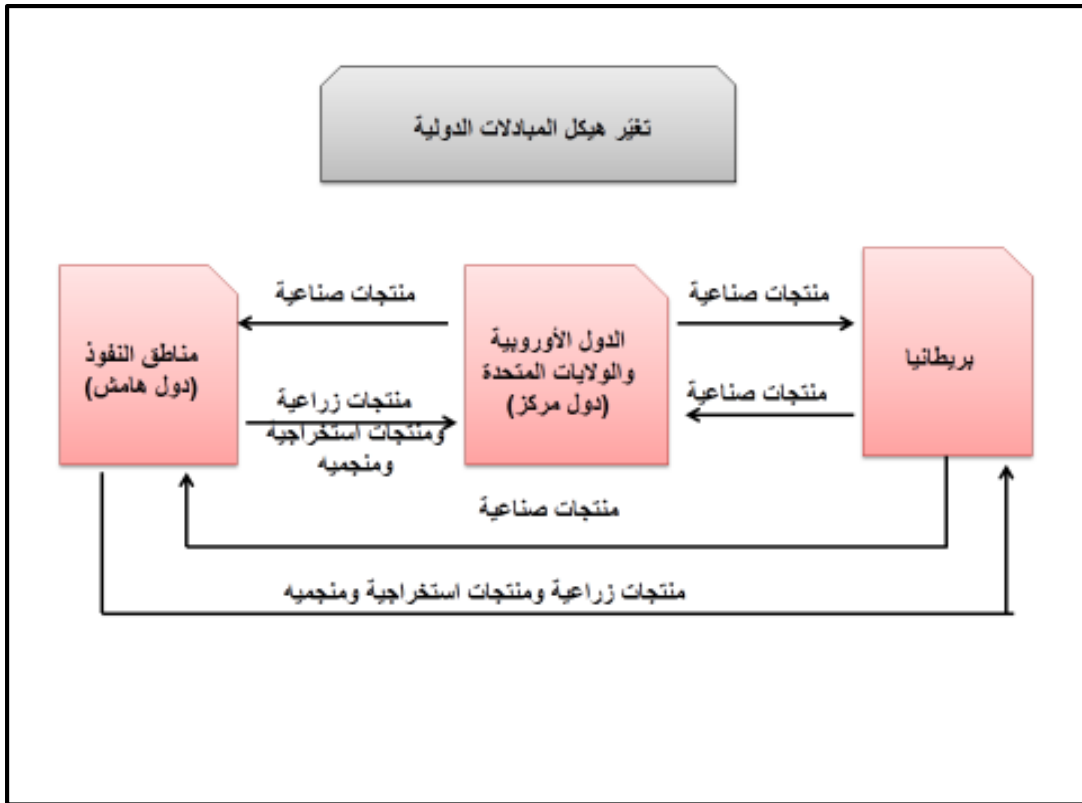 تغيّر هيكل المبادلات الدولية
بريطانيا
منتجات صناعية
منتجات صناعية
الدول الأوروبية
والولايات المتحدة
(دول مركز)
منتجات صناعية
منتجات زراعية
ومنتجات استخراجية
ومنجميه
مناطق النفوذ
(دول هامش)
منتجات صناعية
منتجات زراعية ومنتجات استخراجية ومنجميه